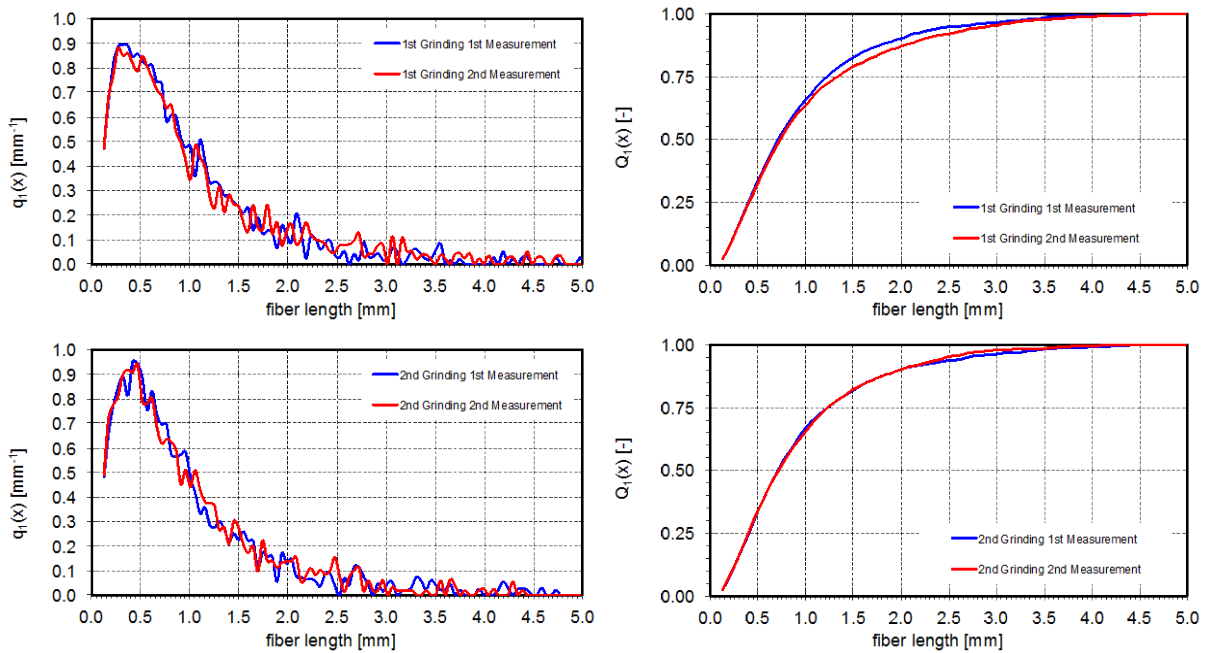 q₁(x) [mm⁻¹]
1.0
0.9
0.8
0.7
0.6
0.5
0.4
0.3
0.2
0.1
0.0
1st Grinding 1st Measurement
1st Grinding 2nd Measurement
0.0 0.5 1.0 1.5 2.0 2.5 3.0 3.5 4.0 4.5 5.0
fiber length [mm]
Q₁(x) [-]
1.00
0.75
0.50
0.25
0.00
1st Grinding 1st Measurement
1st Grinding 2nd Measurement
0.0 0.5 1.0 1.5 2.0 2.5 3.0 3.5 4.0 4.5 5.0
fiber length [mm]
q₁(x) [mm⁻¹]
1.0
0.9
0.8
0.7
0.6
0.5
0.4
0.3
0.2
0.1
0.0
2nd Grinding 1st Measurement
2nd Grinding 2nd Measurement
0.0 0.5 1.0 1.5 2.0 2.5 3.0 3.5 4.0 4.5 5.0
fiber length [mm]
Q₁(x) [-]
1.00
0.75
0.50
0.25
0.00
2nd Grinding 1st Measurement
2nd Grinding 2nd Measurement
0.0 0.5 1.0 1.5 2.0 2.5 3.0 3.5 4.0 4.5 5.0
fiber length [mm]